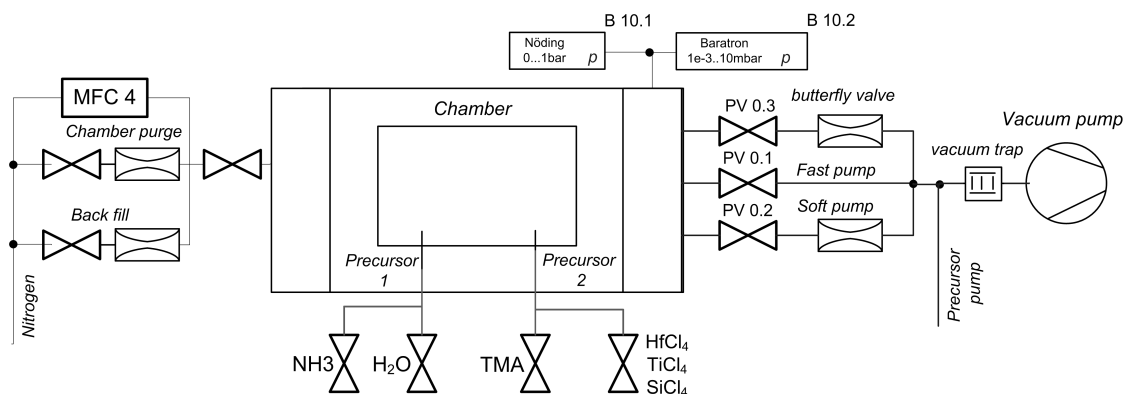 B 10.1
B 10.2
Nöding
0...1bar p
Baratron
1e-3..10mbar p
MFC 4
Chamber purge
Back fill
Nitrogen
Chamber
Precursor
1
Precursor
2
PV 0.3
butterfly valve
PV 0.1
Fast pump
PV 0.2
Soft pump
vacuum trap
Vacuum pump
Precursor
pump
NH3
H₂O
TMA
HfCl₄
TiCl₄
SiCl₄